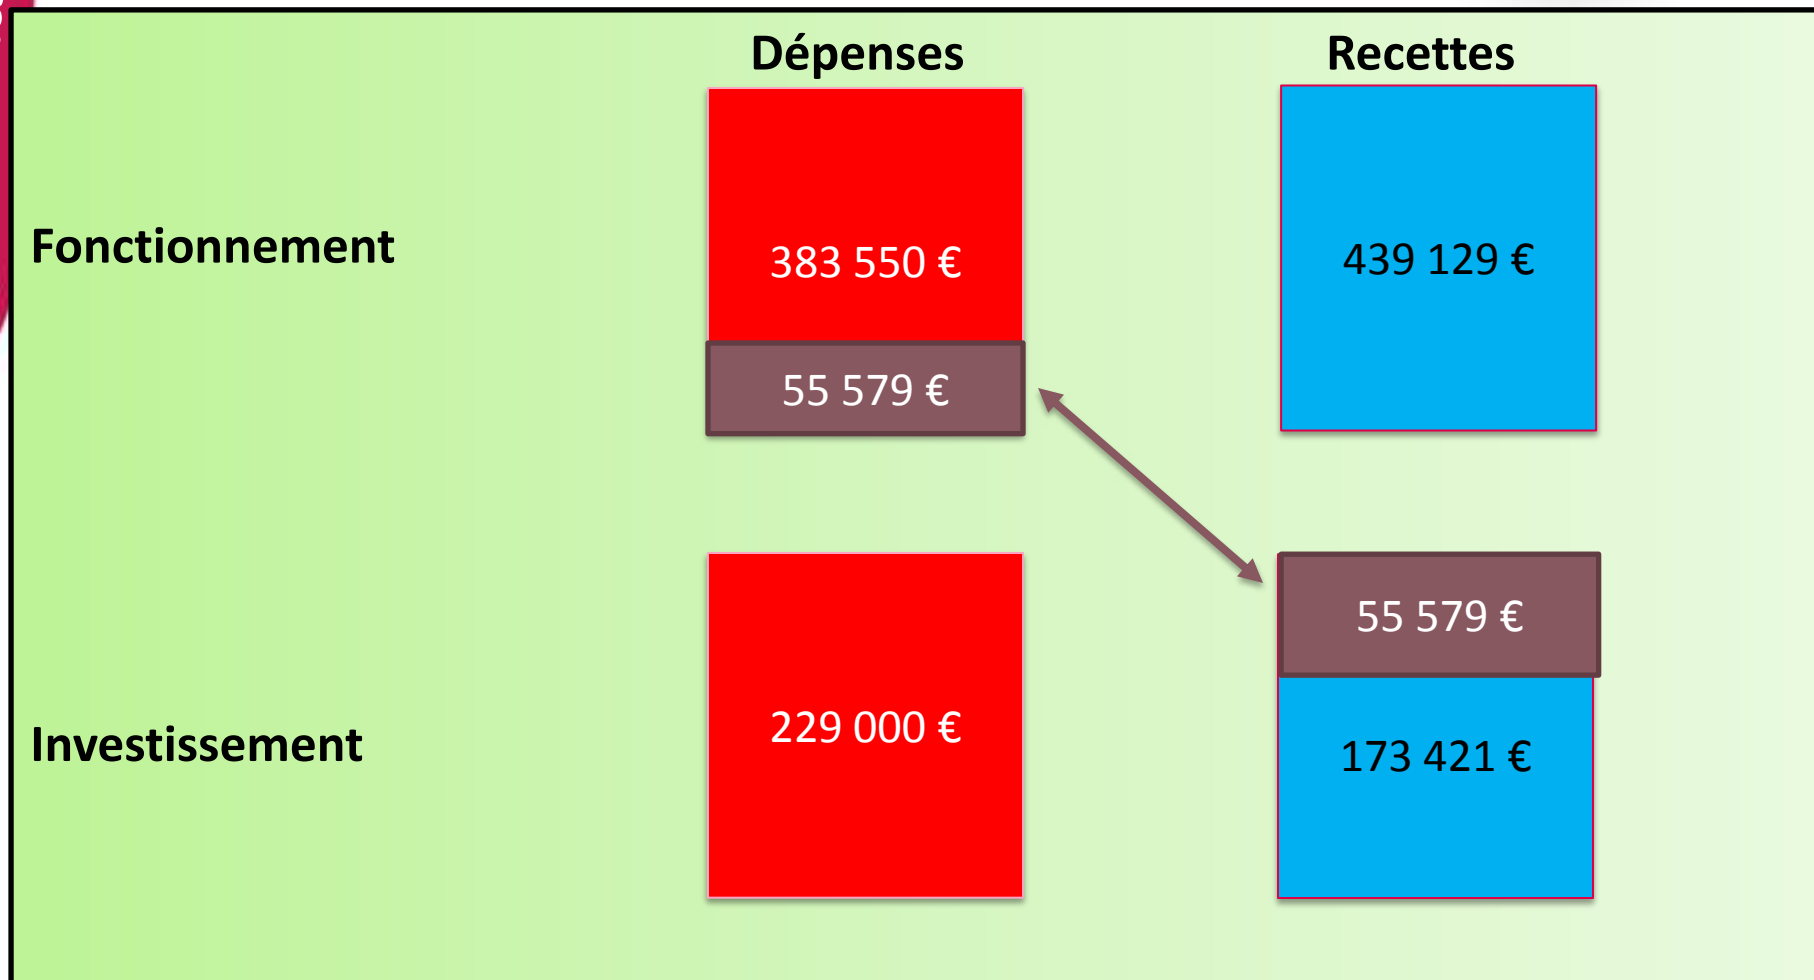 Dépenses
Recettes
Fonctionnement
383 550 €
439 129 €
55 579 €
55 579 €
Investissement
229 000 €
173 421 €